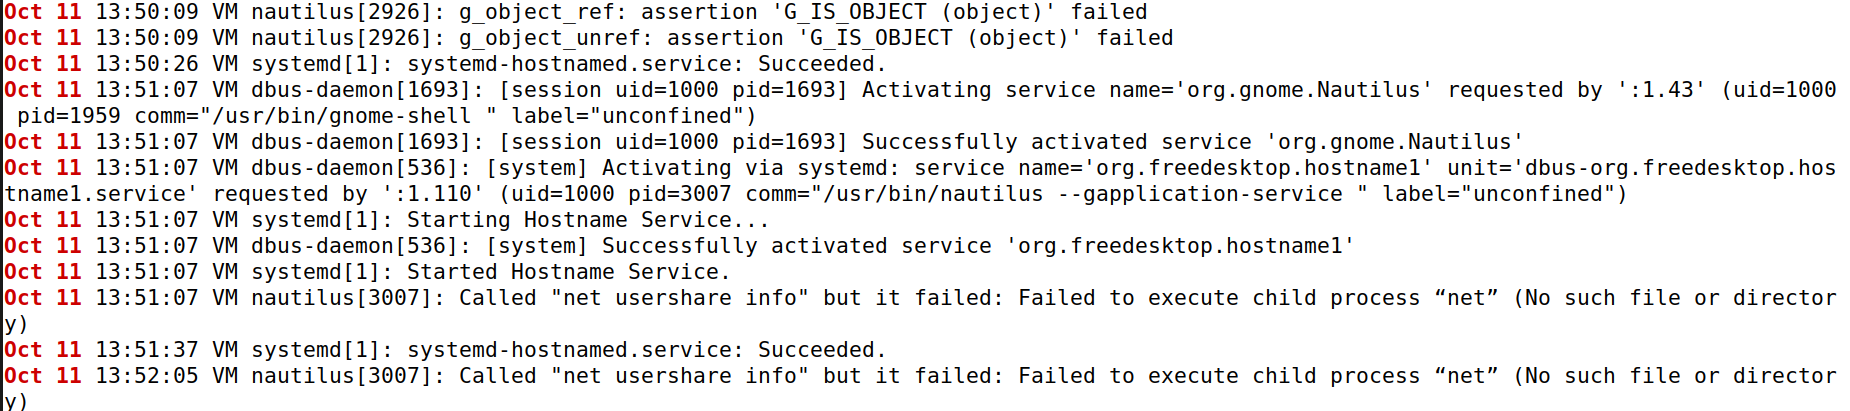 Oct 11 13:50:09 VM nautilus[2926]: g_object_ref: assertion 'G_IS_OBJECT (object)' failed
Oct 11 13:50:09 VM nautilus[2926]: g_object_unref: assertion 'G_IS_OBJECT (object)' failed
Oct 11 13:50:26 VM systemd[1]: systemd-hostnamed.service: Succeeded.
Oct 11 13:51:07 VM dbus-daemon[1693]: [session uid=1000 pid=1693] Activating service name='org.gnome.Nautilus' requested by ':1.43' (uid=1000
 pid=1959 comm="/usr/bin/gnome-shell " label="unconfined")
Oct 11 13:51:07 VM dbus-daemon[1693]: [session uid=1000 pid=1693] Successfully activated service 'org.gnome.Nautilus'
Oct 11 13:51:07 VM dbus-daemon[536]: [system] Activating via systemd: service name='org.freedesktop.hostname1' unit='dbus-org.freedesktop.hos
tname1.service' requested by ':1.110' (uid=1000 pid=3007 comm="/usr/bin/nautilus --gapplication-service " label="unconfined")
Oct 11 13:51:07 VM systemd[1]: Starting Hostname Service...
Oct 11 13:51:07 VM dbus-daemon[536]: [system] Successfully activated service 'org.freedesktop.hostname1'
Oct 11 13:51:07 VM systemd[1]: Started Hostname Service.
Oct 11 13:51:07 VM nautilus[3007]: Called "net usershare info" but it failed: Failed to execute child process “net” (No such file or director
y)
Oct 11 13:51:37 VM systemd[1]: systemd-hostnamed.service: Succeeded.
Oct 11 13:52:05 VM nautilus[3007]: Called "net usershare info" but it failed: Failed to execute child process “net” (No such file or director
y)